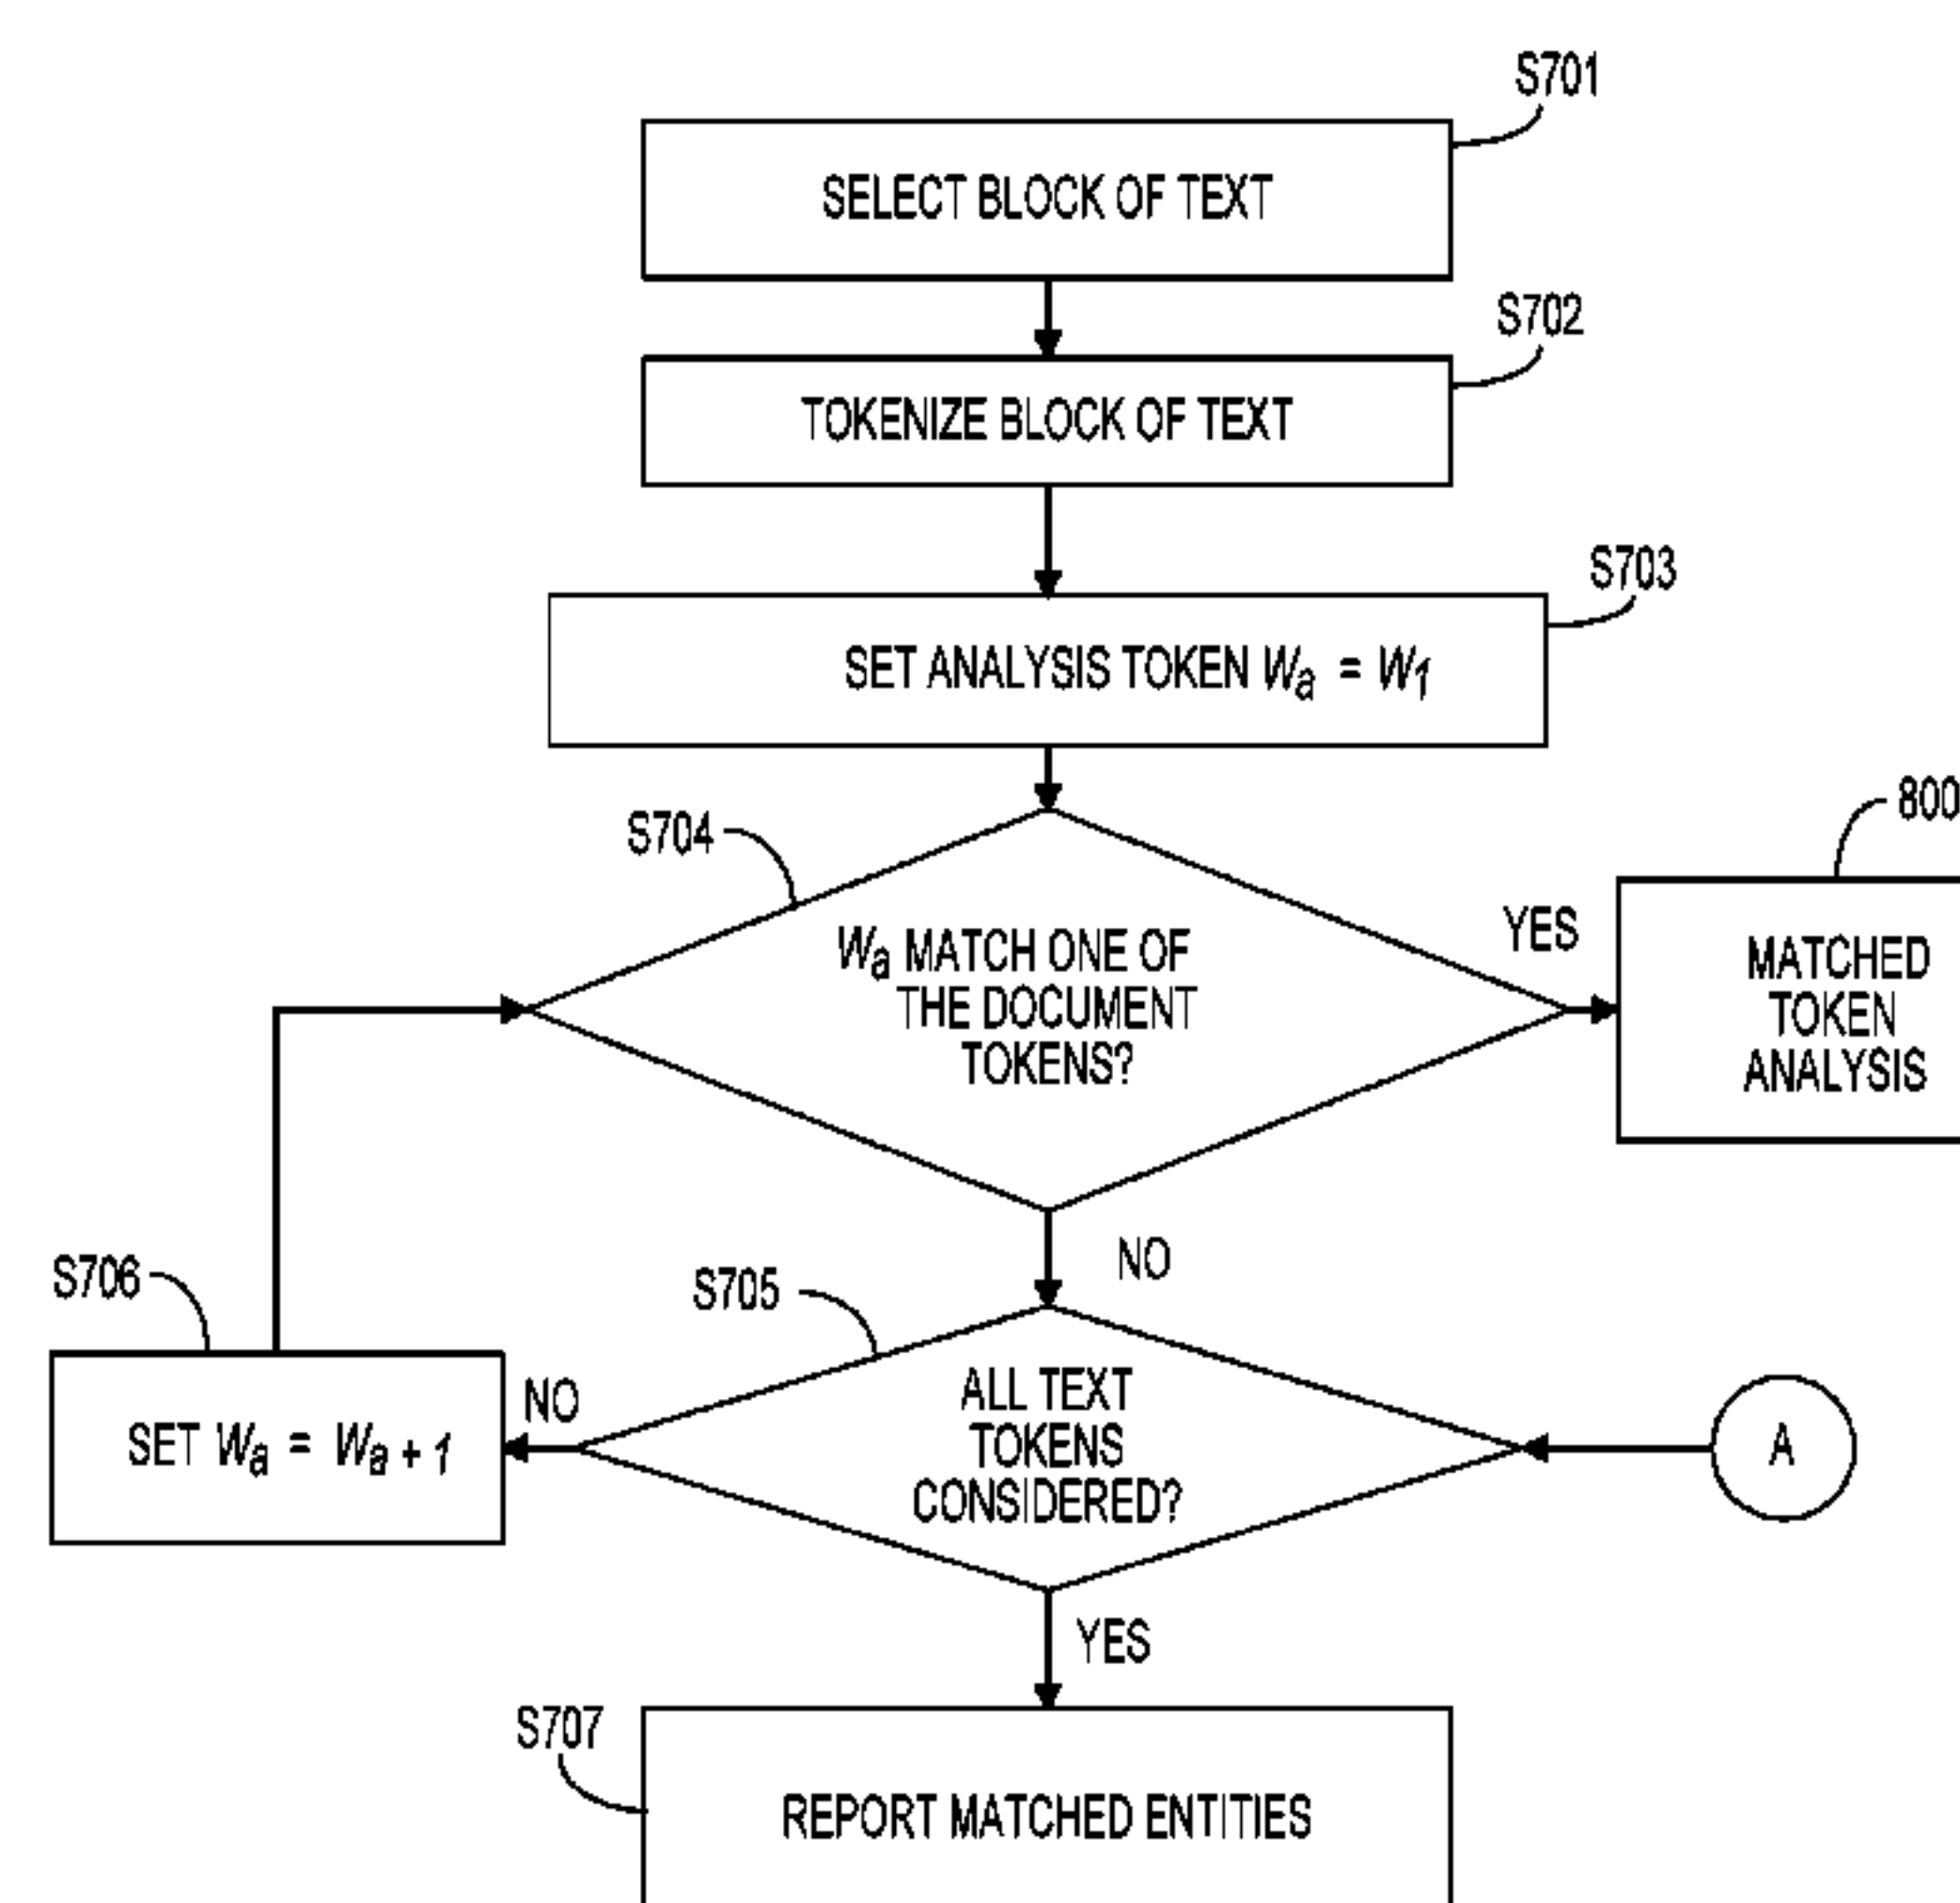 S701
SELECT BLOCK OF TEXT
S702
TOKENIZE BLOCK OF TEXT
S703
SET ANALYSIS TOKEN Wa = W1
S704
Wa MATCH ONE OF
THE DOCUMENT
TOKENS?
YES
800
MATCHED
TOKEN
ANALYSIS
NO
S706
SET Wa = Wa + 1
NO
S705
ALL TEXT
TOKENS
CONSIDERED?
A
YES
S707
REPORT MATCHED ENTITIES